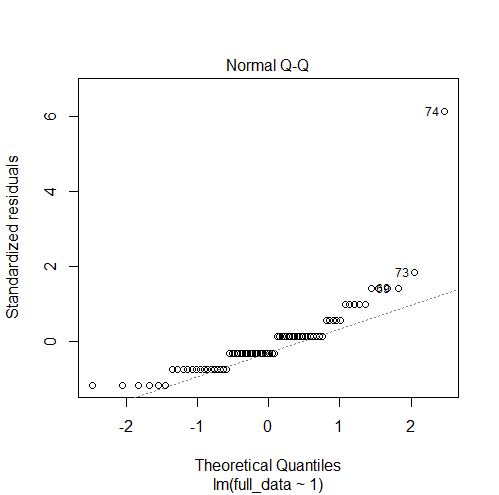 Normal Q-Q
Standardized residuals
6
4
2
0
74
73
69
-2 -1 0 1 2
Theoretical Quantiles
lm(full_data ~ 1)